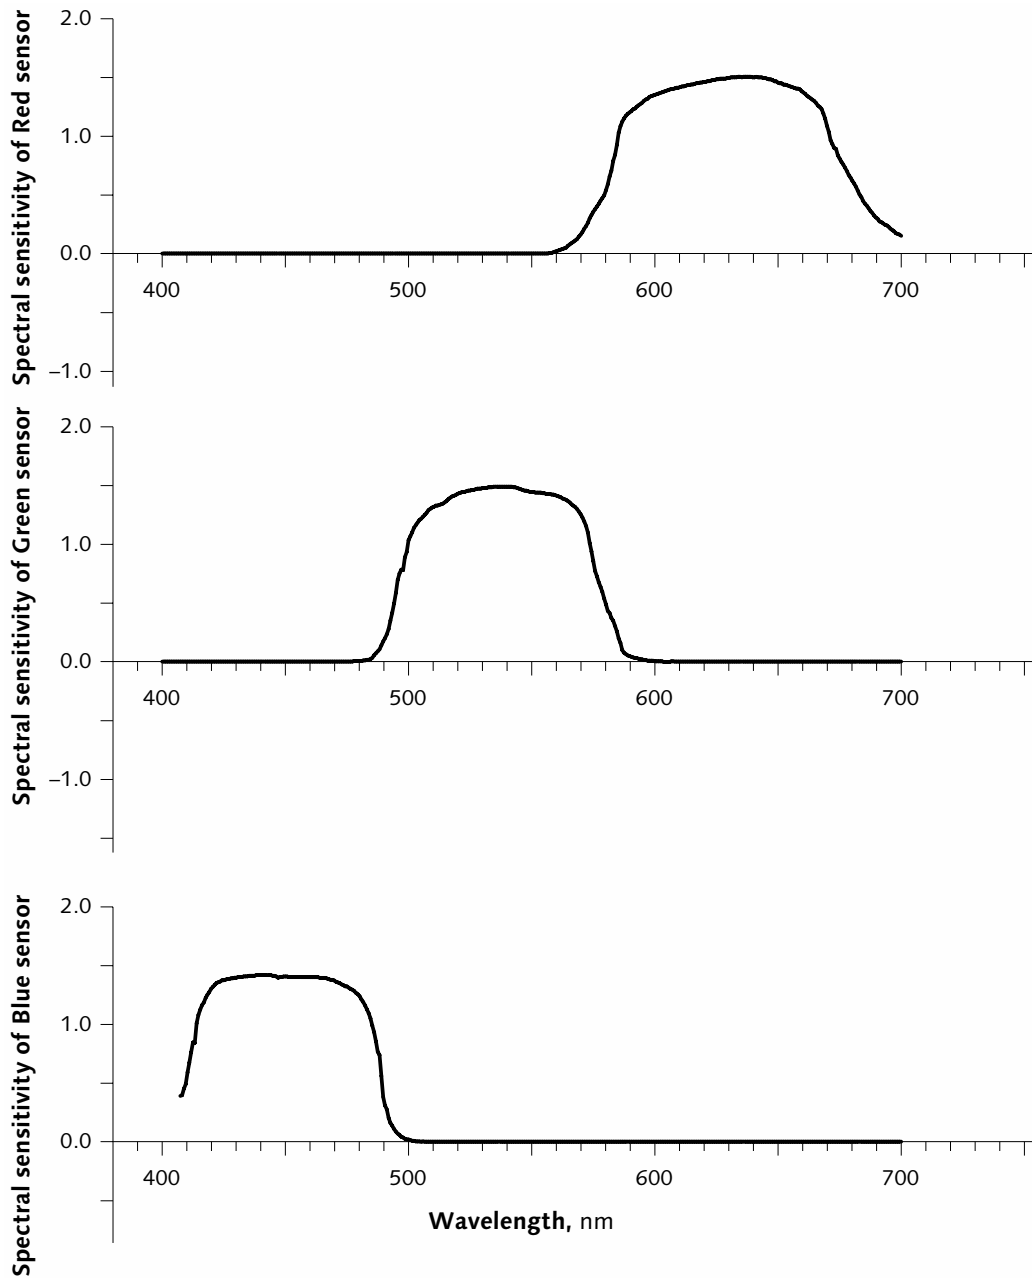 Spectral sensitivity of Red sensor
2.0
1.0
0.0
400 500 600 700
–1.0
Spectral sensitivity of Green sensor
2.0
1.0
0.0
400 500 600 700
–1.0
Spectral sensitivity of Blue sensor
2.0
1.0
0.0
400 500 600 700
Wavelength, nm